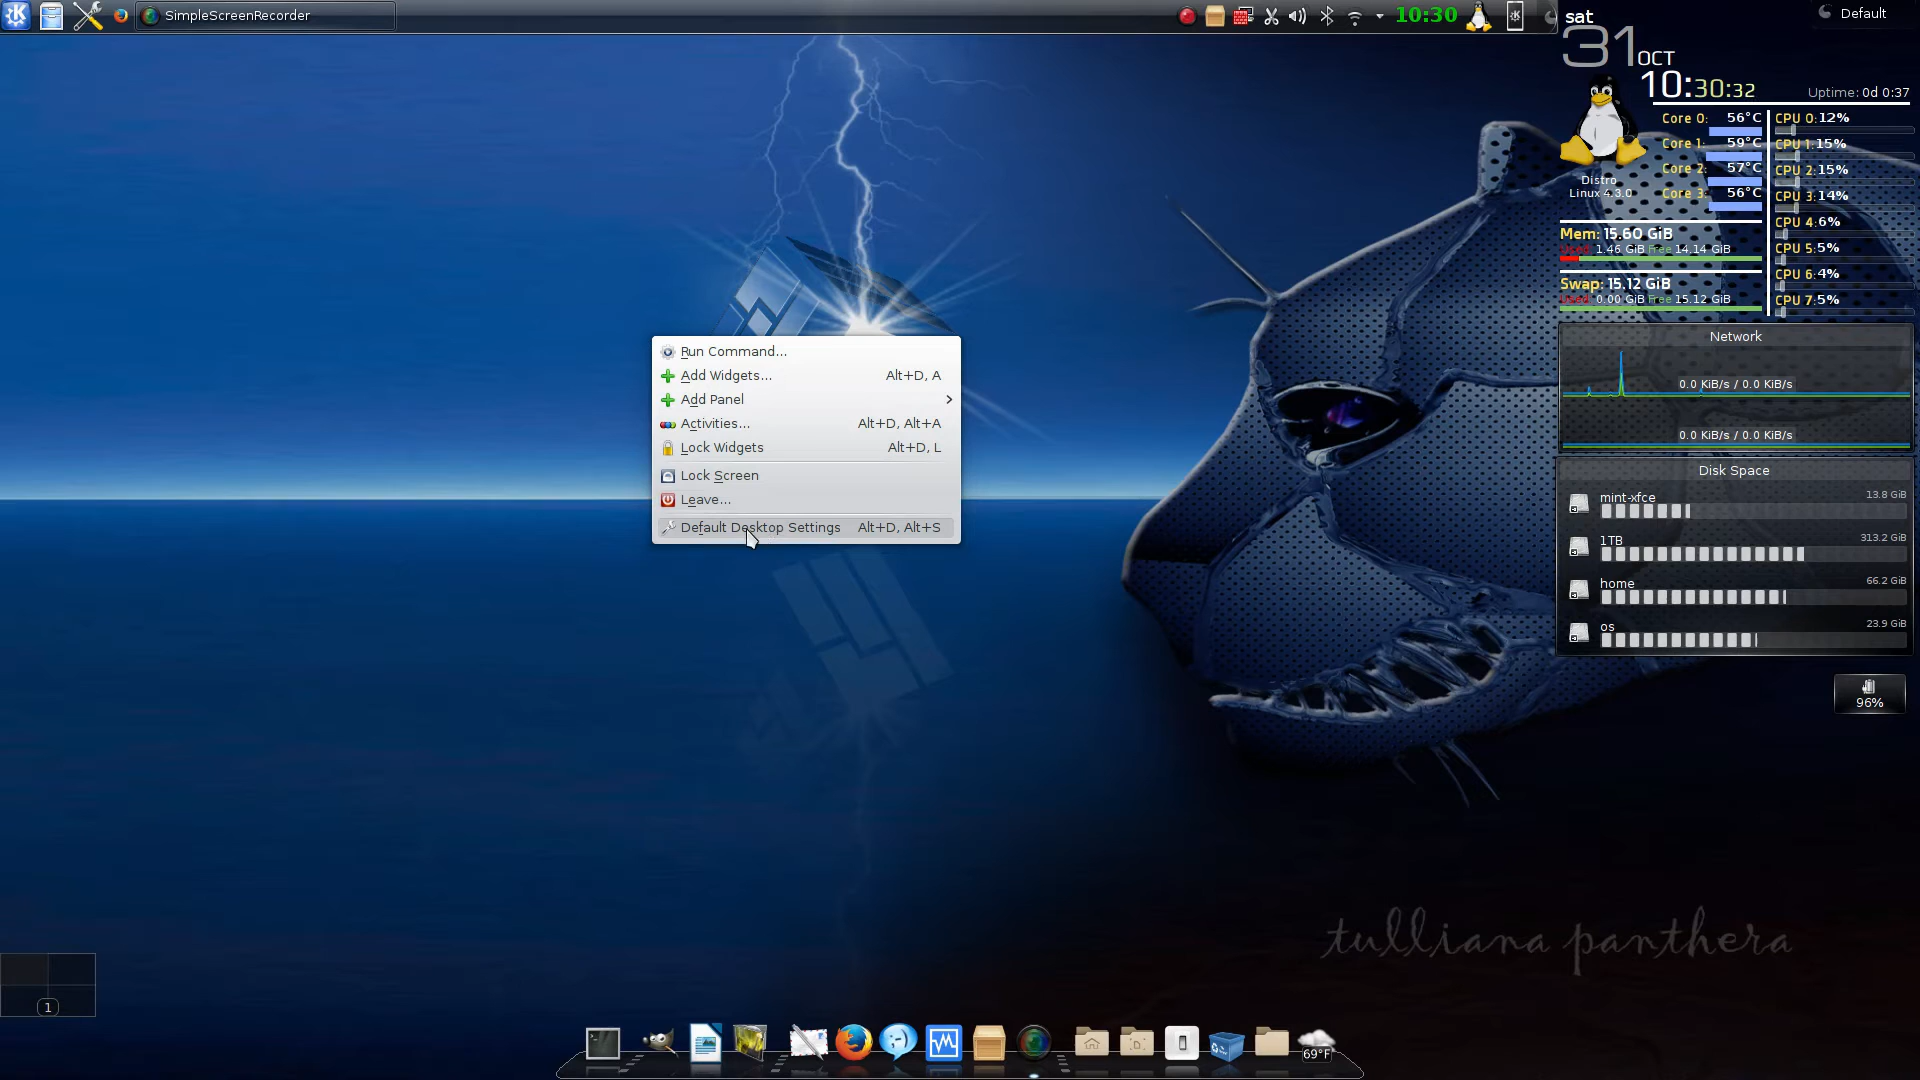 SimpleScreenRecorder
10:30
Default
sat
31 OCT
10:30:32
Uptime: 0d 0:37
Distro
Linux 4.3.0
Core 0: 56°C
Core 1: 59°C
Core 2: 57°C
Core 3: 56°C
CPU 0:12%
CPU 1:15%
CPU 2:15%
CPU 3:14%
CPU 4:6%
CPU 5:5%
CPU 6:4%
CPU 7:5%
Mem: 15.60 GiB
Used 1.46 GiB Free 14.14 GiB
Swap: 15.12 GiB
Used 0.00 GiB Free 15.12 GiB
Network
0.0 KiB/s / 0.0 KiB/s
0.0 KiB/s / 0.0 KiB/s
Disk Space
mint-xfce 13.8 GiB
1TB 313.2 GiB
home 66.2 GiB
os 23.9 GiB
96%
Run Command...
Add Widgets... Alt+D, A
Add Panel
Activities... Alt+D, Alt+A
Lock Widgets Alt+D, L
Lock Screen
Leave...
Default Desktop Settings Alt+D, Alt+S
tulliana panthera
1
69°F